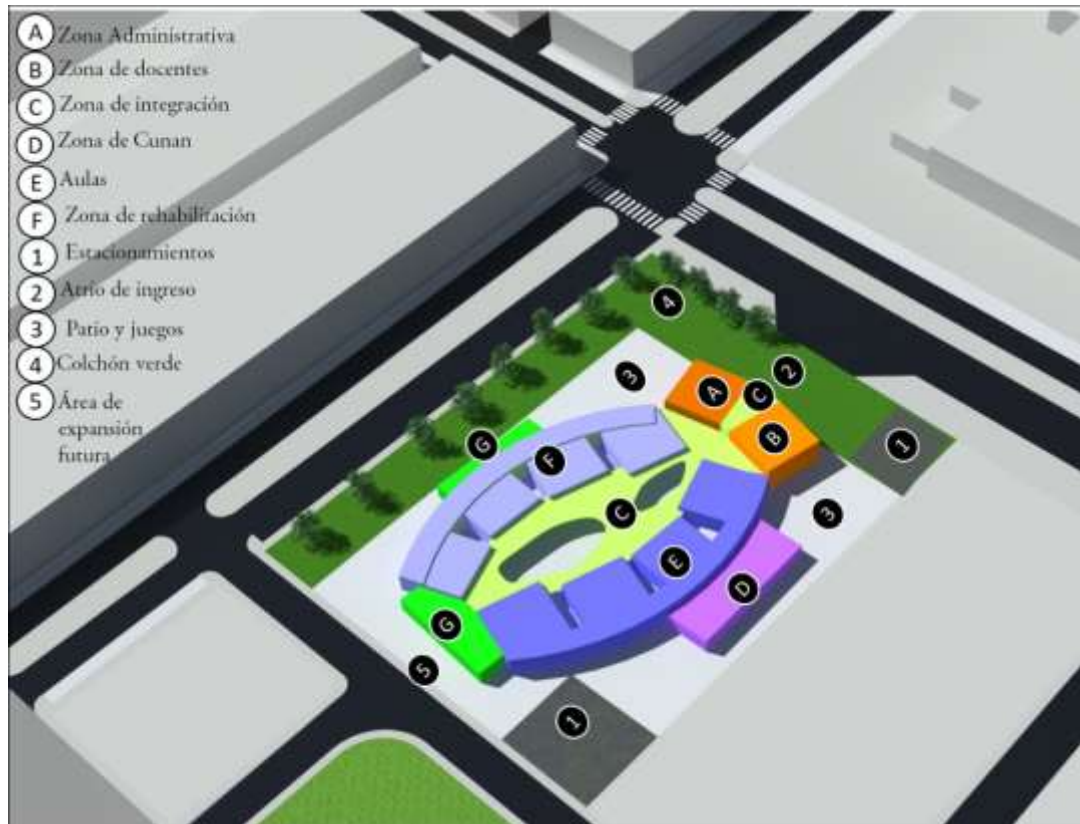 A Zona Administrativa
B Zona de docentes
C Zona de integración
D Zona de Cunan
E Aulas
F Zona de rehabilitación
1 Estacionamientos
2 Atrio de ingreso
3 Patio y juegos
4 Colchón verde
5 Área de
expansión
futura
4
2
3
A
C
B
1
G
F
3
C
E
D
G
5
1